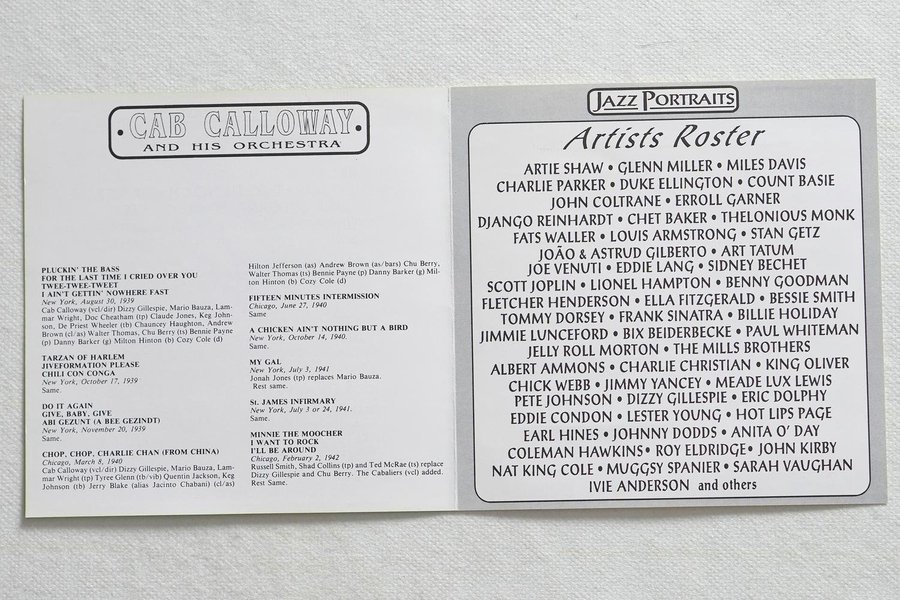 CAB CALLOWAY
AND HIS ORCHESTRA
PLUCKIN' THE BASS
FOR THE LAST TIME I CRIED OVER YOU
TWEE-TWEE-TWEET
I AIN'T GETTIN' NOWHERE FAST
New York, August 30, 1939
Cab Calloway (vcl/dir) Dizzy Gillespie, Mario Bauza, Lam-
mar Wright, Doc Cheatham (tp) Claude Jones, Keg John-
son, De Priest Wheeler (tb) Chauncey Haughton, Andrew
Brown (cl/as) Walter Thomas, Chu Berry (ts) Bennie Payne
(p) Danny Barker (g) Milton Hinton (b) Cozy Cole (d)
TARZAN OF HARLEM
JIVEFORMATION PLEASE
CHILI CON CONGA
New York, October 17, 1939
Same.
DO IT AGAIN
GIVE, BABY, GIVE
ABI GEZUNT (A BEE GEZINDT)
New York, November 20, 1939
Same.
CHOP, CHOP, CHARLIE CHAN (FROM CHINA)
Chicago, March 8, 1940
Cab Calloway (vcl/dir) Dizzy Gillespie, Mario Bauza, Lam-
mar Wright (tp) Tyree Glenn (tb/vib) Quentin Jackson, Keg
Johnson (tb) Jerry Blake (alias Jacinto Chabani) (cl/as)
Hilton Jefferson (as) Andrew Brown (as/bars) Chu Berry,
Walter Thomas (ts) Bennie Payne (p) Danny Barker (g) Mil-
ton Hinton (b) Cozy Cole (d)
FIFTEEN MINUTES INTERMISSION
Chicago, June 27, 1940
Same
A CHICKEN AIN'T NOTHING BUT A BIRD
New York, October 14, 1940.
Same.
MY GAL
New York, July 3, 1941
Jonah Jones (tp) replaces Mario Bauza.
Rest same.
St. JAMES INFIRMARY
New York, July 3 or 24, 1941.
Same.
MINNIE THE MOOCHER
I WANT TO ROCK
I'LL BE AROUND
Chicago, February 2, 1942
Russell Smith, Shad Collins (tp) and Ted McRae (ts) replace
Dizzy Gillespie and Chu Berry. The Cabaliers (vcl) added.
Rest Same.
JAZZ PORTRAITS
Artists Roster
ARTIE SHAW • GLENN MILLER • MILES DAVIS
CHARLIE PARKER • DUKE ELLINGTON • COUNT BASIE
JOHN COLTRANE • ERROLL GARNER
DJANGO REINHARDT • CHET BAKER • THELONIOUS MONK
FATS WALLER • LOUIS ARMSTRONG • STAN GETZ
JOÃO & ASTRUD GILBERTO • ART TATUM
JOE VENUTI • EDDIE LANG • SIDNEY BECHET
SCOTT JOPLIN • LIONEL HAMPTON • BENNY GOODMAN
FLETCHER HENDERSON • ELLA FITZGERALD • BESSIE SMITH
TOMMY DORSEY • FRANK SINATRA • BILLIE HOLIDAY
JIMMIE LUNCEFORD • BIX BEIDERBECKE • PAUL WHITEMAN
JELLY ROLL MORTON • THE MILLS BROTHERS
ALBERT AMMONS • CHARLIE CHRISTIAN • KING OLIVER
CHICK WEBB • JIMMY YANCEY • MEADE LUX LEWIS
PETE JOHNSON • DIZZY GILLESPIE • ERIC DOLPHY
EDDIE CONDON • LESTER YOUNG • HOT LIPS PAGE
EARL HINES • JOHNNY DODDS • ANITA O' DAY
COLEMAN HAWKINS • ROY ELDRIDGE • JOHN KIRBY
NAT KING COLE • MUGGSY SPANIER • SARAH VAUGHAN
IVIE ANDERSON and others